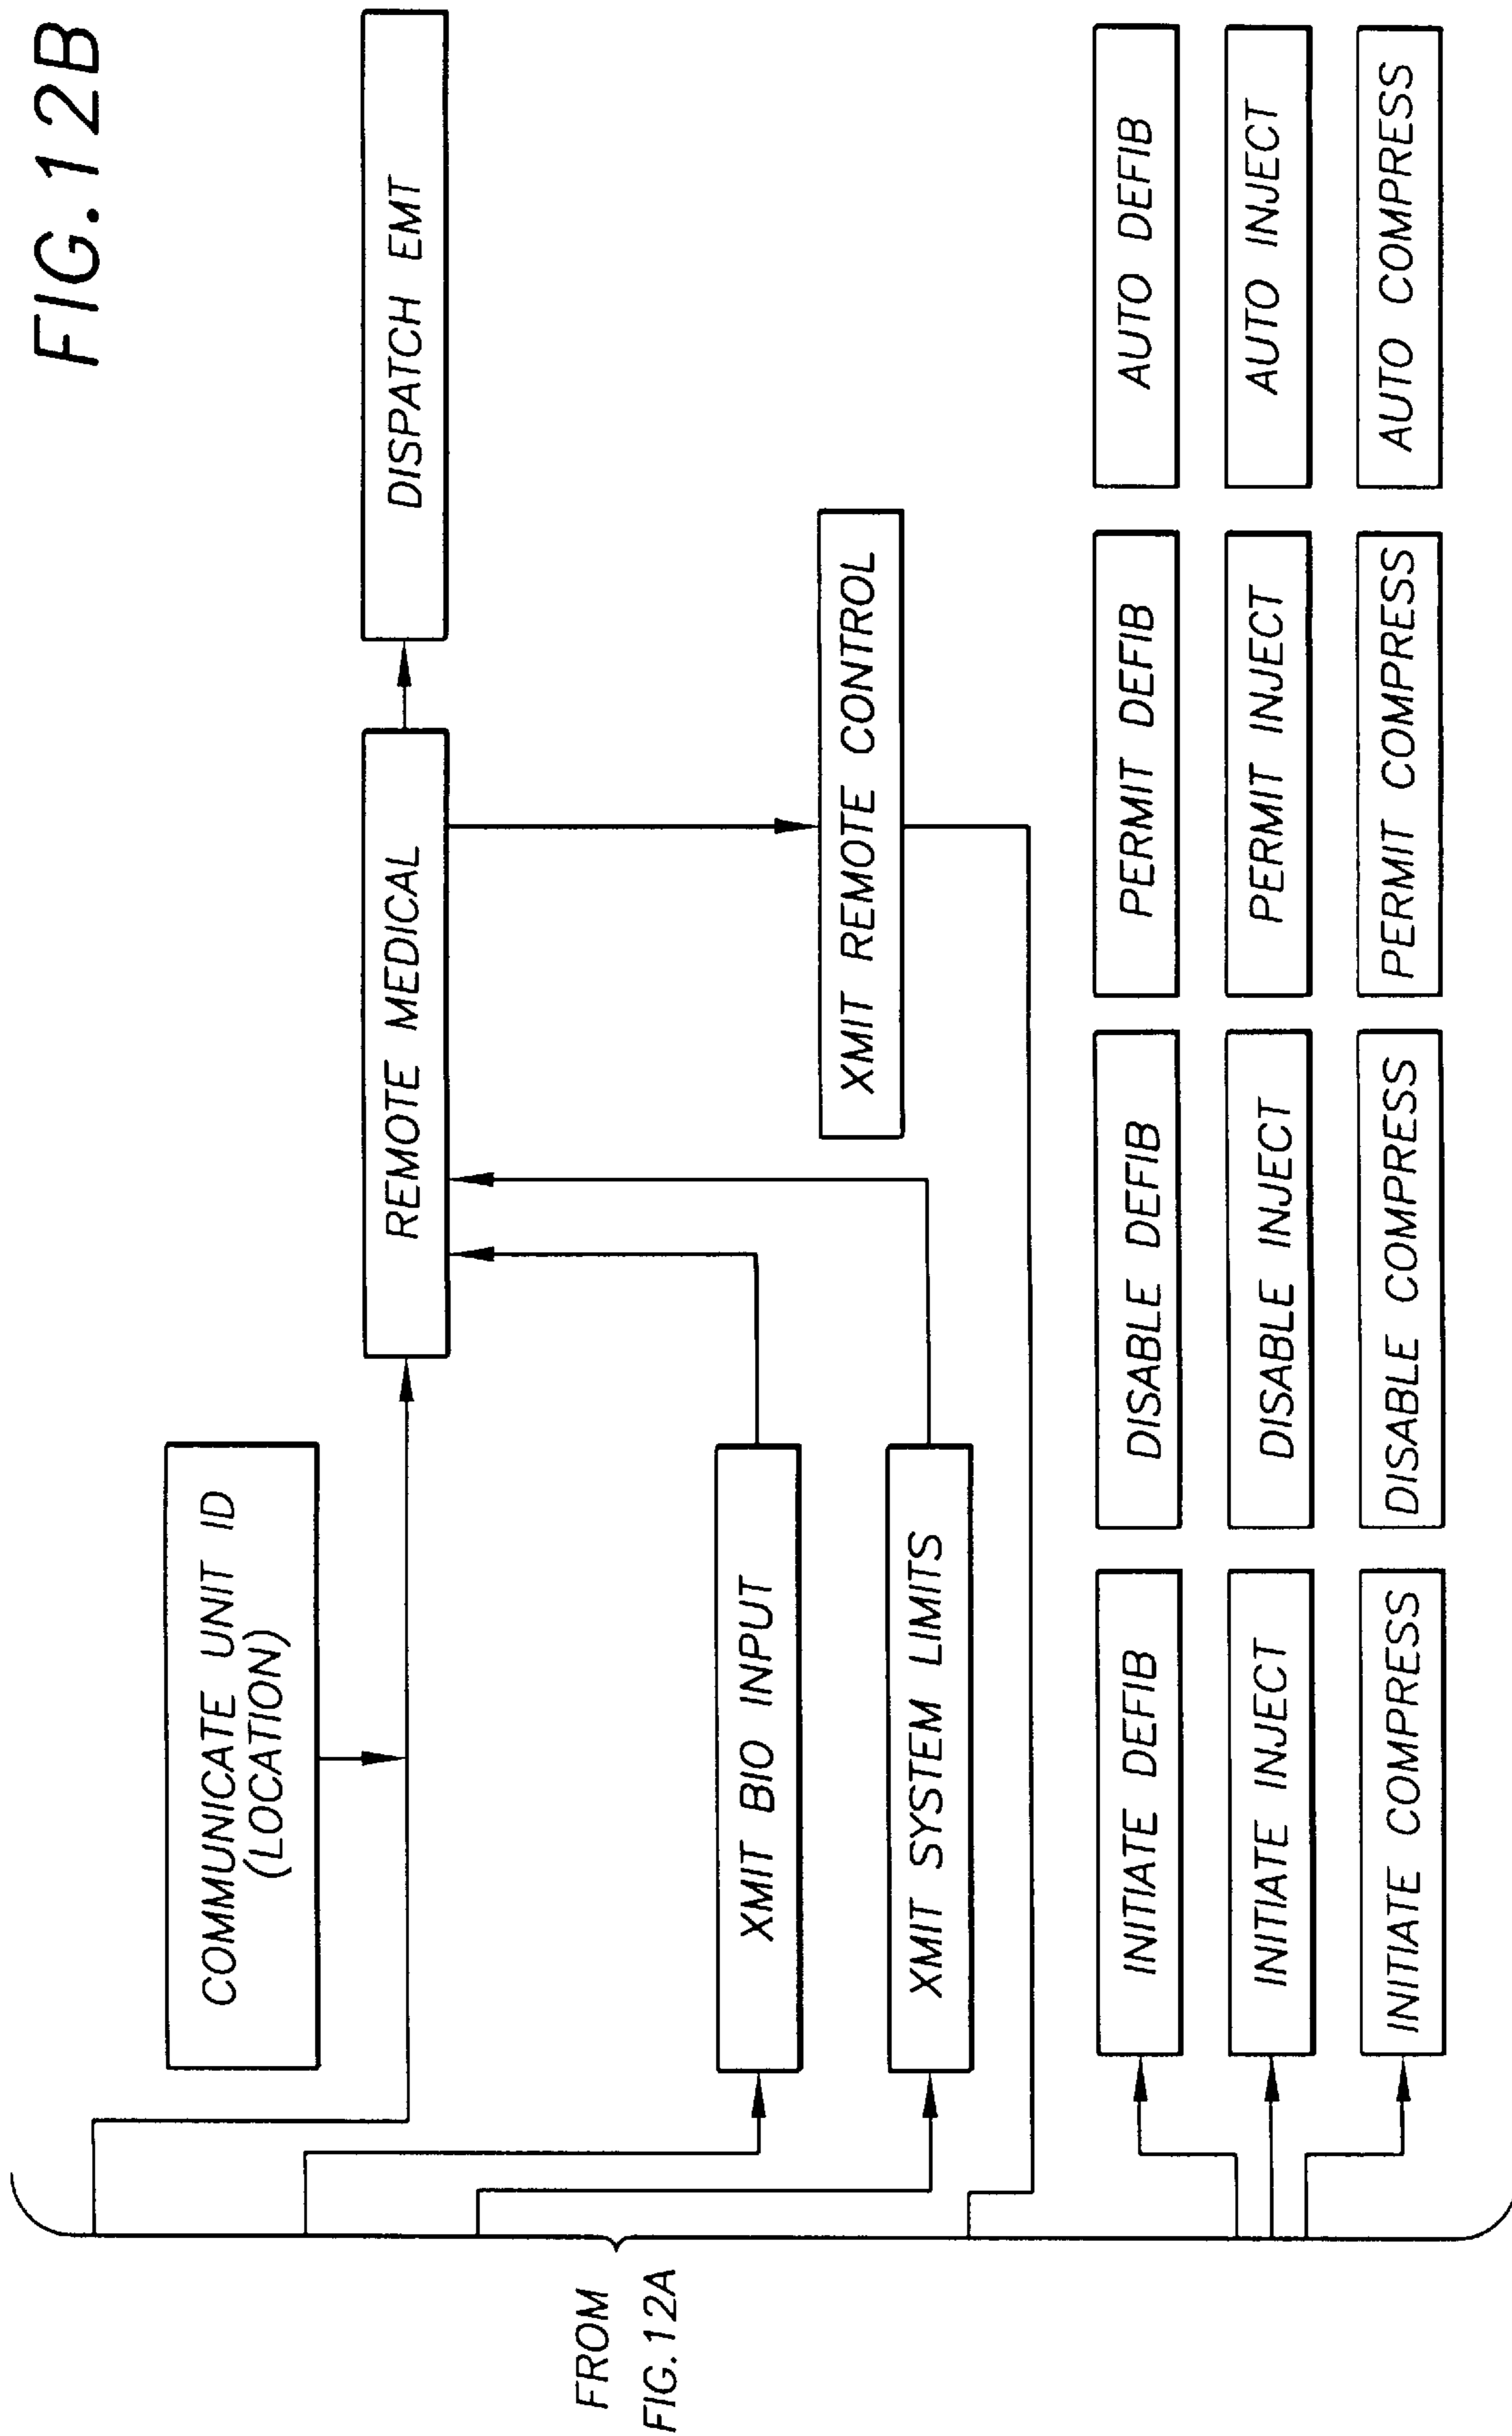 FIG.12B
COMMUNICATE UNIT ID
(LOCATION)
REMOTE MEDICAL
DISPATCH EMT
FROM
FIG.12A
XMIT BIO INPUT
XMIT REMOTE CONTROL
XMIT SYSTEM LIMITS
INITIATE DEFIB
DISABLE DEFIB
PERMIT DEFIB
AUTO DEFIB
INITIATE INJECT
DISABLE INJECT
PERMIT INJECT
AUTO INJECT
INITIATE COMPRESS
DISABLE COMPRESS
PERMIT COMPRESS
AUTO COMPRESS